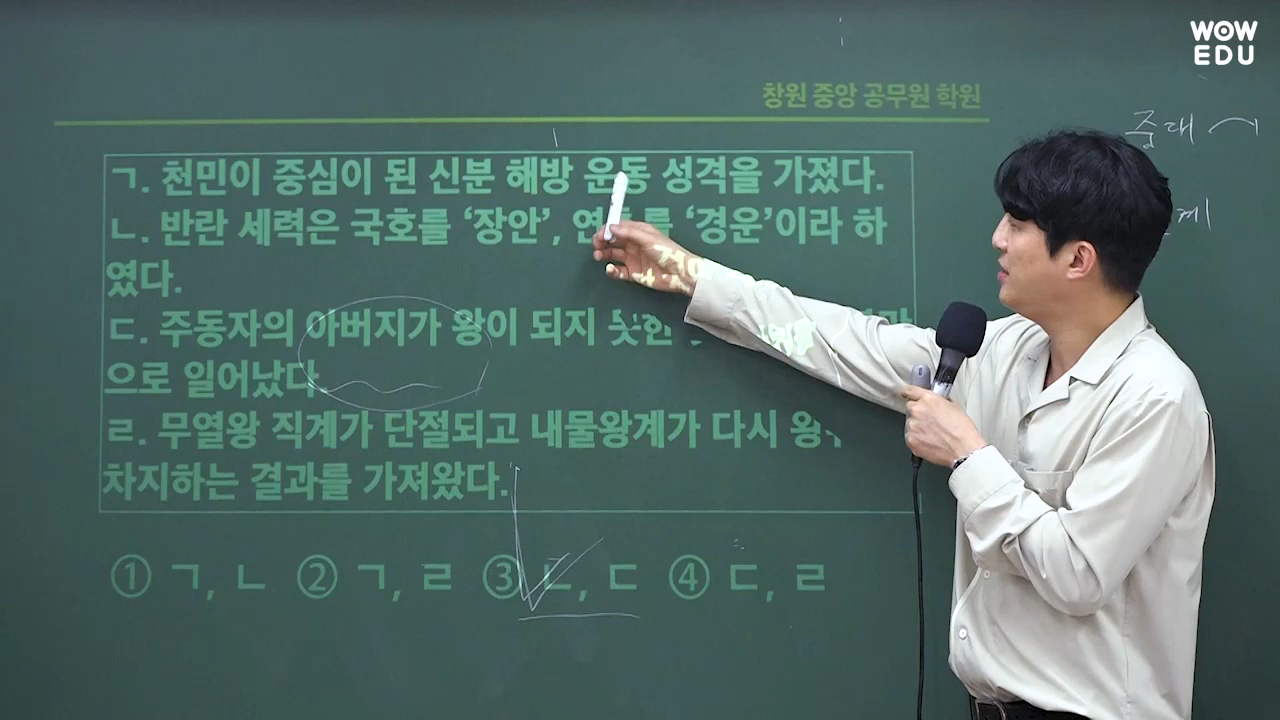 WOW
EDU
창원 중앙 공무원 학원
중대
계
ㄱ. 천민이 중심이 된 신분 해방 운동 성격을 가졌다.
ㄴ. 반란 세력은 국호를 ‘장안’, 를 ‘경운’이라 하
였다.
ㄷ. 주동자의 아버지가 왕이 되지 못한
으로 일어났다.
ㄹ. 무열왕 직계가 단절되고 내물왕계가 다시
차지하는 결과를 가져왔다.
① ㄱ, ㄴ ② ㄱ, ㄹ ③ ㄴ, ㄷ ④ ㄷ, ㄹ